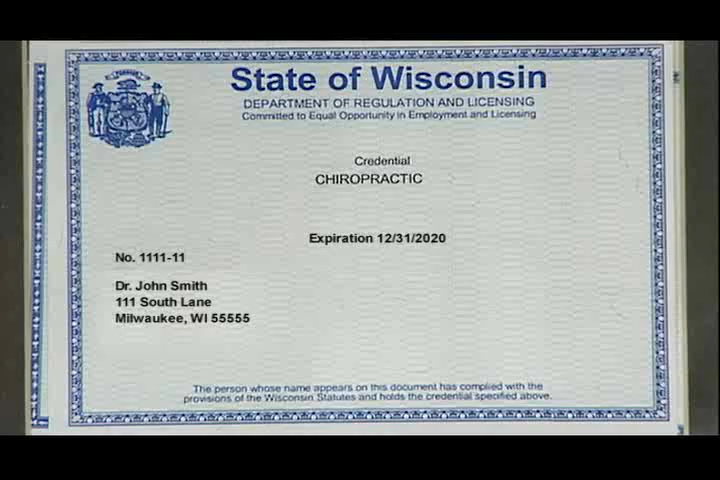 State of Wisconsin
DEPARTMENT OF REGULATION AND LICENSING
Committed to Equal Opportunity in Employment and Licensing
Credential
CHIROPRACTIC
Expiration 12/31/2020
No. 1111-11
Dr. John Smith
111 South Lane
Milwaukee, WI 55555
The person whose name appears on this document has complied with the
provisions of the Wisconsin Statutes and holds the credential specified above.